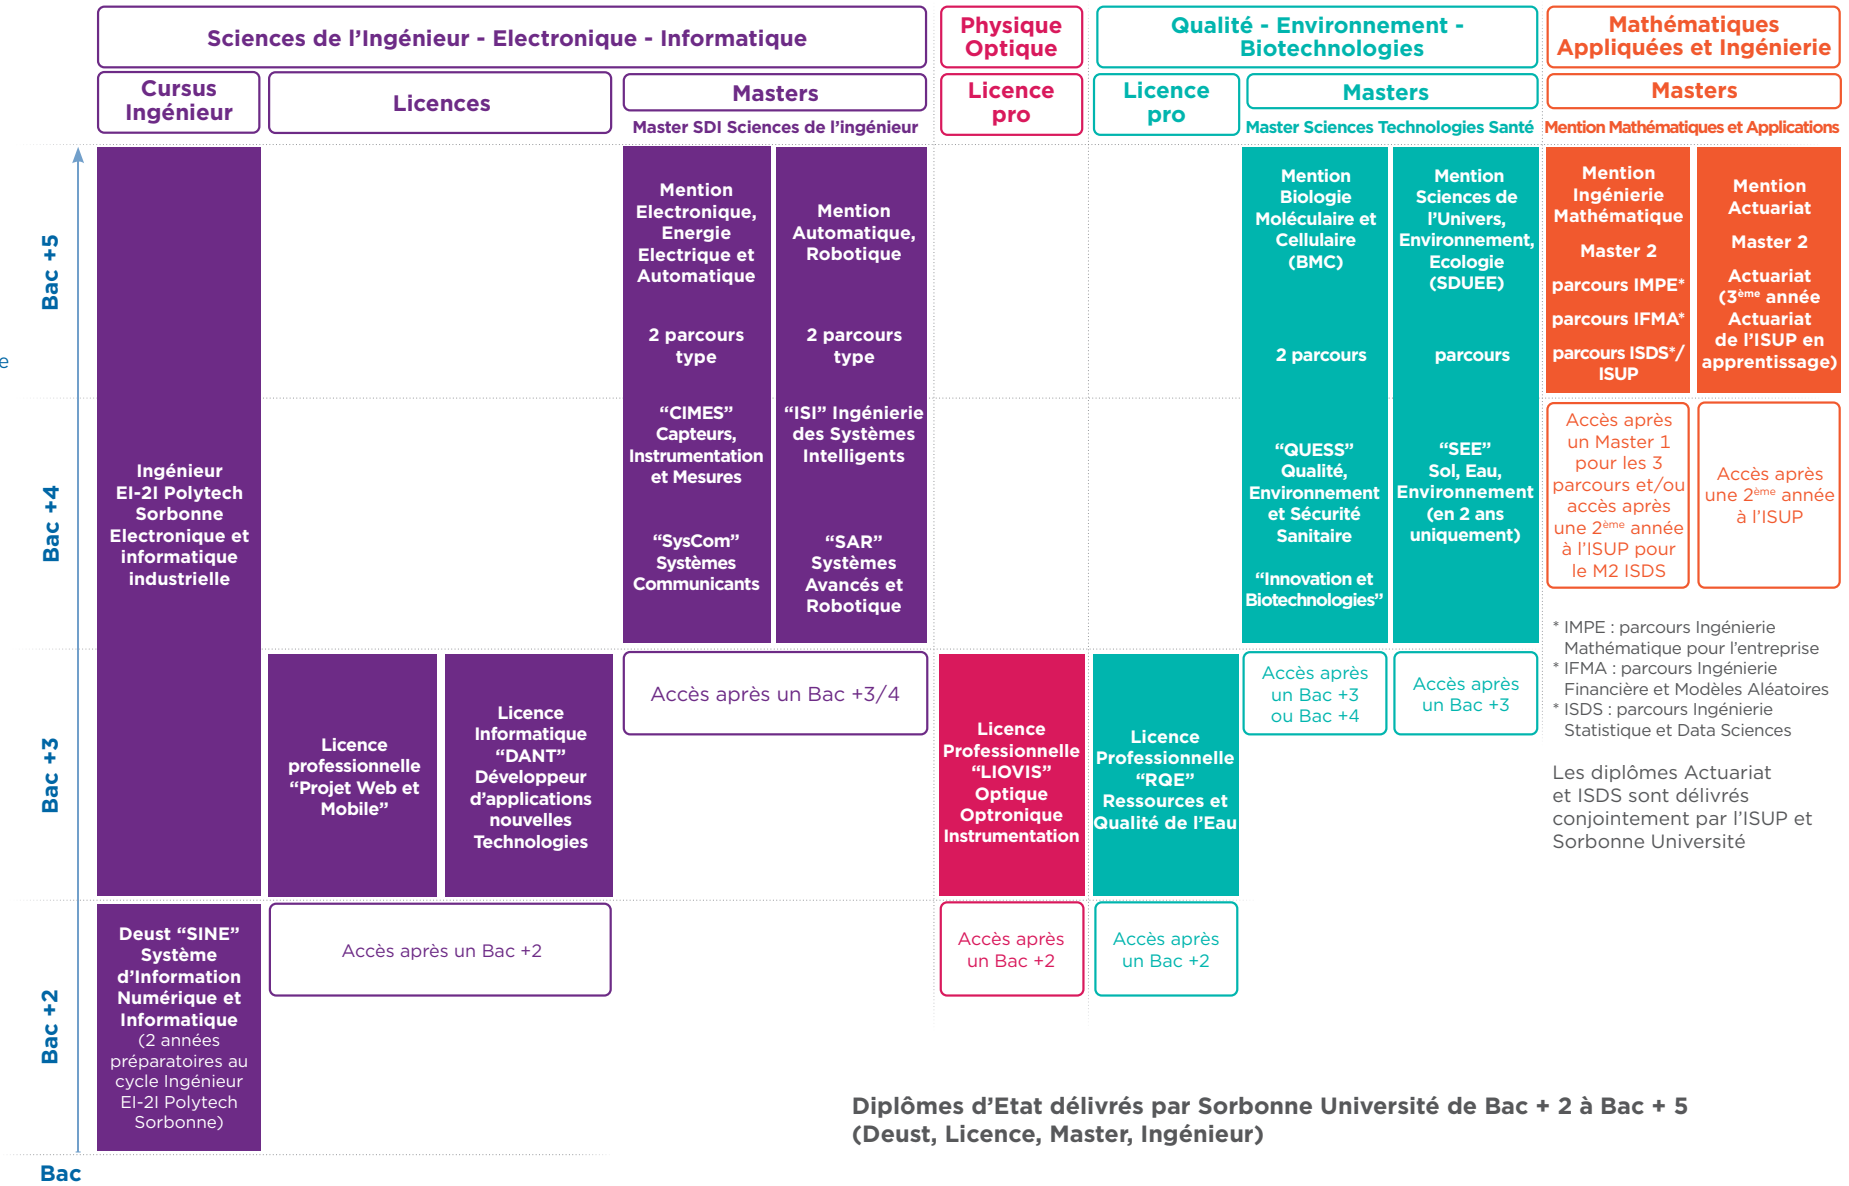 Sciences de l’Ingénieur - Electronique - Informatique
Physique
Optique
Qualité - Environnement -
Biotechnologies
Mathématiques
Appliquées et Ingénierie
Cursus
Ingénieur
Licences
Masters
Master SDI Sciences de l’ingénieur
Licence
pro
Licence
pro
Masters
Master Sciences Technologies Santé
Masters
Mention Mathématiques et Applications
Bac +5
Bac +4
Bac +3
Bac +2
Bac
e
Ingénieur
EI-2I Polytech
Sorbonne
Electronique et
informatique
industrielle
Deust “SINE”
Système
d’Information
Numérique et
Informatique
(2 années
préparatoires au
cycle Ingénieur
EI-2I Polytech
Sorbonne)
Licence
professionnelle
“Projet Web et
Mobile”
Licence
Informatique
“DANT”
Développeur
d’applications
nouvelles
Technologies
Accès après un Bac +2
Mention
Electronique,
Energie
Electrique et
Automatique
2 parcours
type
“CIMES”
Capteurs,
Instrumentation
et Mesures
“SysCom”
Systèmes
Communicants
Mention
Automatique,
Robotique
2 parcours
type
“ISI” Ingénierie
des Systèmes
Intelligents
“SAR”
Systèmes
Avancés et
Robotique
Accès après un Bac +3/4
Licence
Professionnelle
“LIOVIS”
Optique
Optronique
Instrumentation
Accès après
un Bac +2
Licence
Professionnelle
“RQE”
Ressources et
Qualité de l’Eau
Accès après
un Bac +2
Mention
Biologie
Moléculaire et
Cellulaire
(BMC)
2 parcours
“QUESS”
Qualité,
Environnement
et Sécurité
Sanitaire
“Innovation et
Biotechnologies”
Accès après
un Bac +3
ou Bac +4
Mention
Sciences de
l’Univers,
Environnement,
Ecologie
(SDUEE)
parcours
“SEE”
Sol, Eau,
Environnement
(en 2 ans
uniquement)
Accès après
un Bac +3
Mention
Ingénierie
Mathématique
Master 2
parcours IMPE*
parcours IFMA*
parcours ISDS*/
ISUP
Accès après
un Master 1
pour les 3
parcours et/ou
accès après
une 2ème année
à l’ISUP pour
le M2 ISDS
Mention
Actuariat
Master 2
Actuariat
(3ème année
Actuariat
de l’ISUP en
apprentissage)
Accès après
une 2ème année
à l’ISUP
* IMPE : parcours Ingénierie
Mathématique pour l’entreprise
* IFMA : parcours Ingénierie
Financière et Modèles Aléatoires
* ISDS : parcours Ingénierie
Statistique et Data Sciences
Les diplômes Actuariat
et ISDS sont délivrés
conjointement par l’ISUP et
Sorbonne Université
Diplômes d’Etat délivrés par Sorbonne Université de Bac + 2 à Bac + 5
(Deust, Licence, Master, Ingénieur)